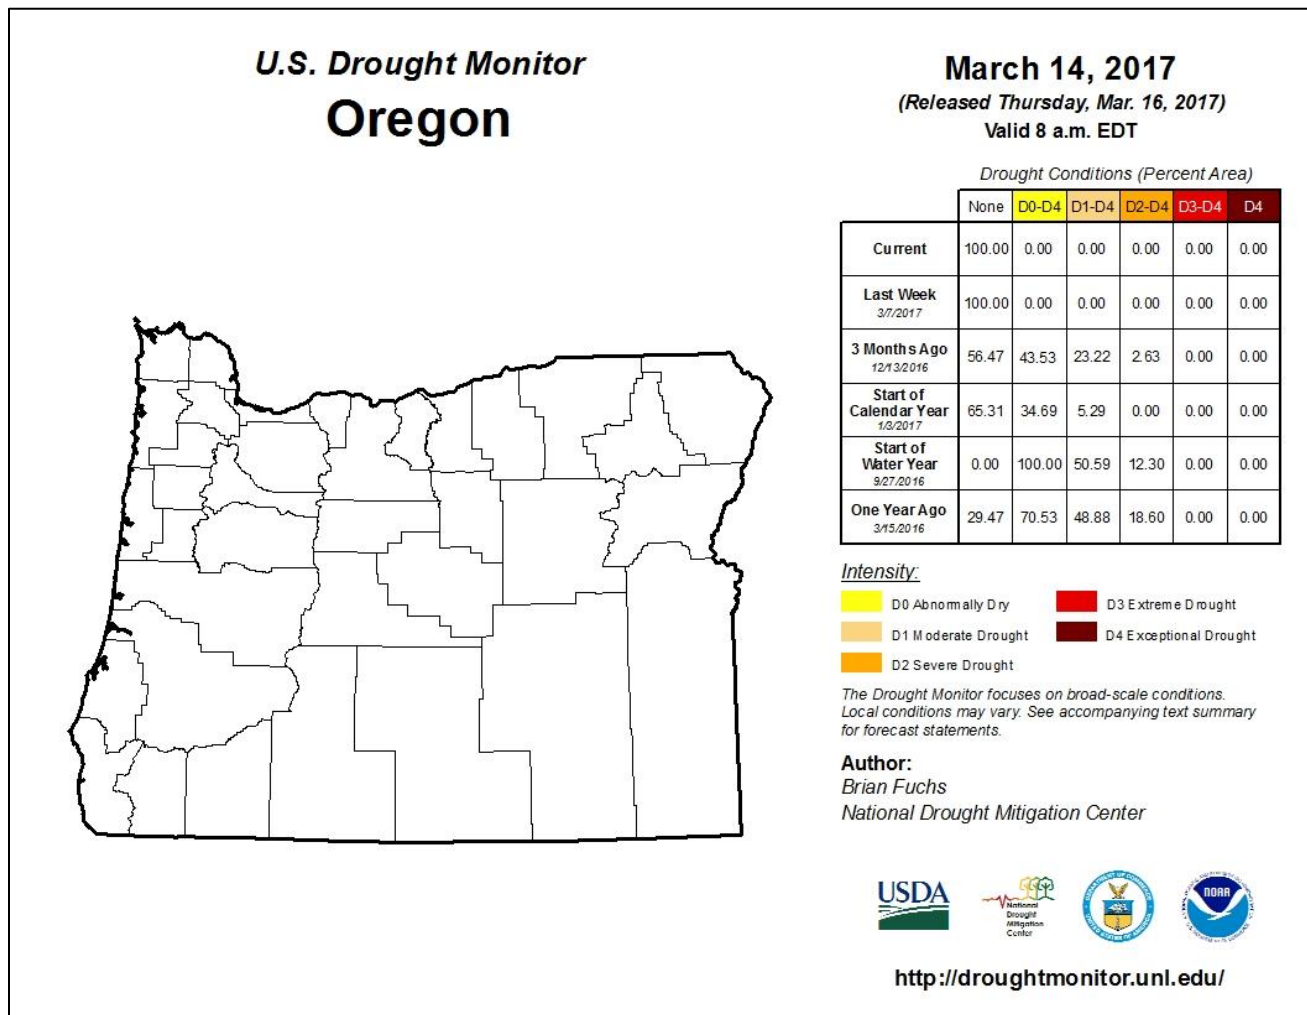 U.S. Drought Monitor
Oregon
March 14, 2017
(Released Thursday, Mar. 16, 2017)
Valid 8 a.m. EDT
Drought Conditions (Percent Area)
None D0-D4 D1-D4 D2-D4 D3-D4 D4
Current 100.00 0.00 0.00 0.00 0.00 0.00
Last Week
3/7/2017
100.00 0.00 0.00 0.00 0.00 0.00
3 Months Ago
12/13/2016
56.47 43.53 23.22 2.63 0.00 0.00
Start of
Calendar Year
1/3/2017
65.31 34.69 5.29 0.00 0.00 0.00
Start of
Water Year
9/27/2016
0.00 100.00 50.59 12.30 0.00 0.00
One Year Ago
3/15/2016
29.47 70.53 48.88 18.60 0.00 0.00
Intensity:
D0 Abnormally Dry
D1 Moderate Drought
D2 Severe Drought
D3 Extreme Drought
D4 Exceptional Drought
The Drought Monitor focuses on broad-scale conditions.
Local conditions may vary. See accompanying text summary
for forecast statements.
Author:
Brian Fuchs
National Drought Mitigation Center
USDA
National
Drought
Mitigation
Center
DEPARTMENT OF COMMERCE
UNITED STATES OF AMERICA
NOAA
http://droughtmonitor.unl.edu/